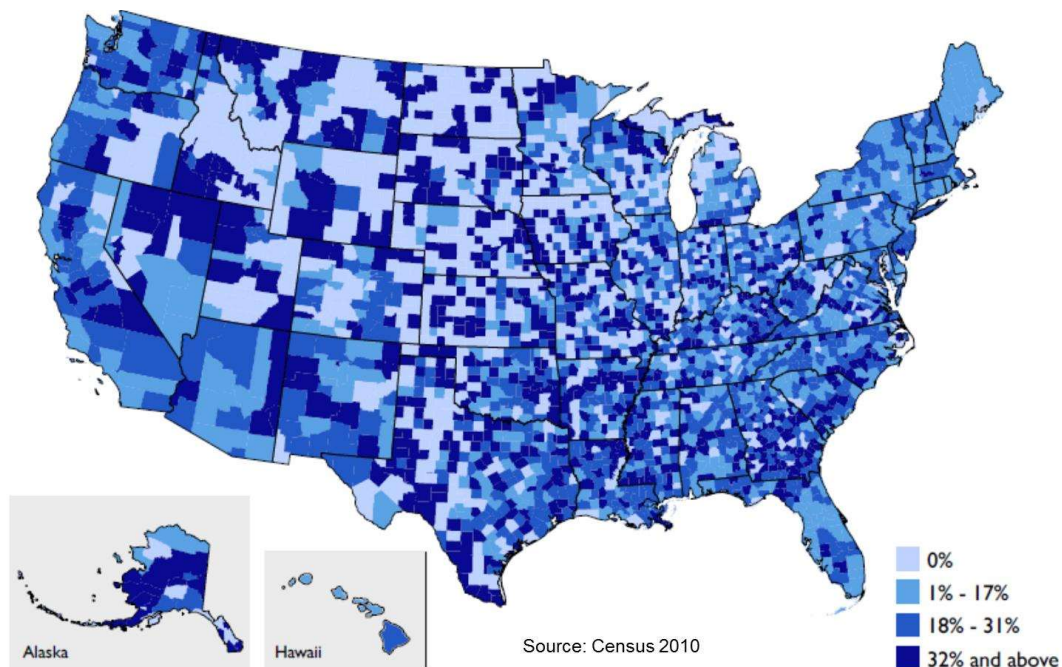 Alaska
Hawaii
Source: Census 2010
0%
1% - 17%
18% - 31%
32% and above